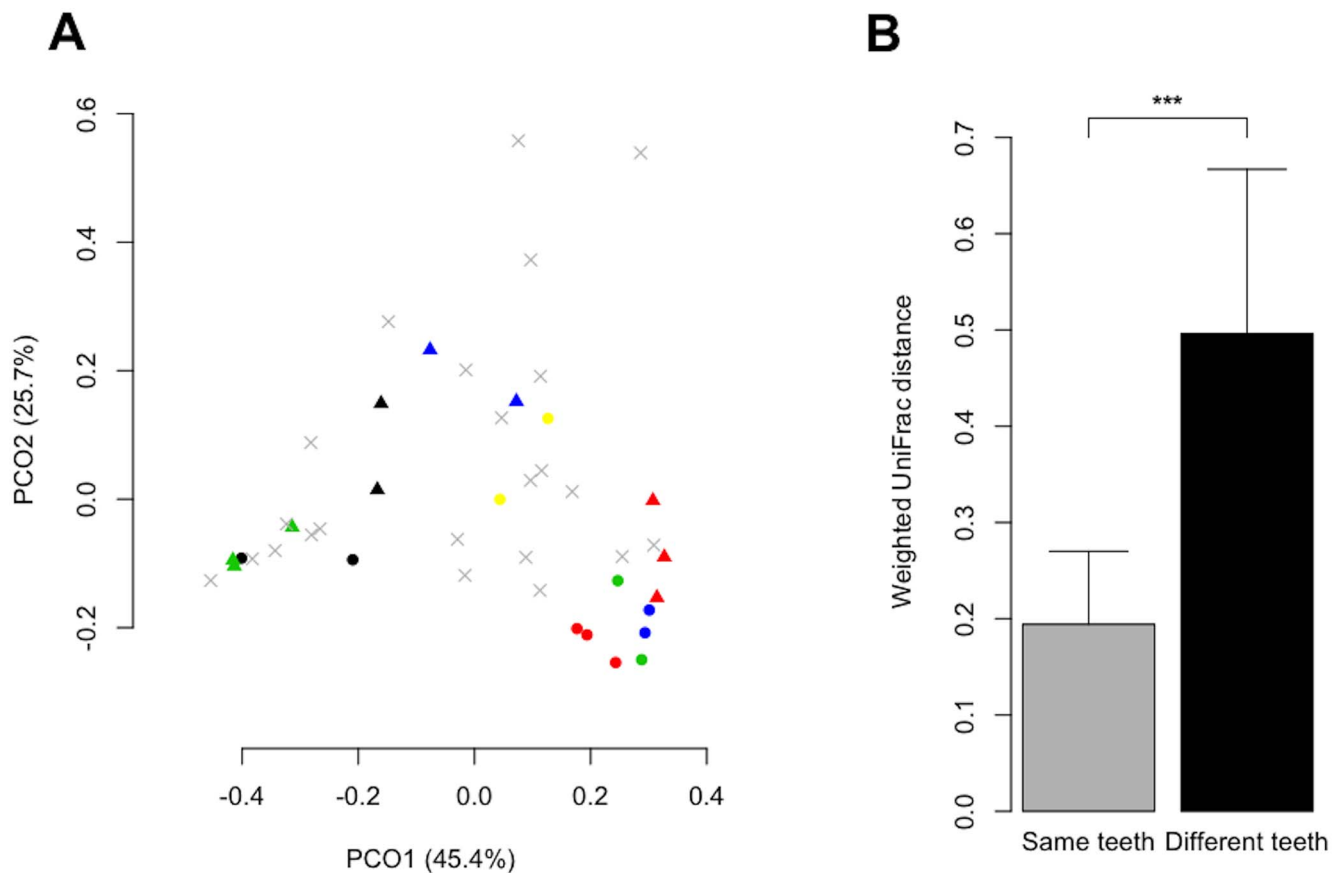 A
B
PCO2 (25.7%)
0.6
0.4
0.2
0.0
-0.2
-0.4
-0.2
0.0
0.2
0.4
PCO1 (45.4%)
***
Weighted UniFrac distance
0.7
0.6
0.5
0.4
0.3
0.2
0.1
0.0
Same teeth
Different teeth